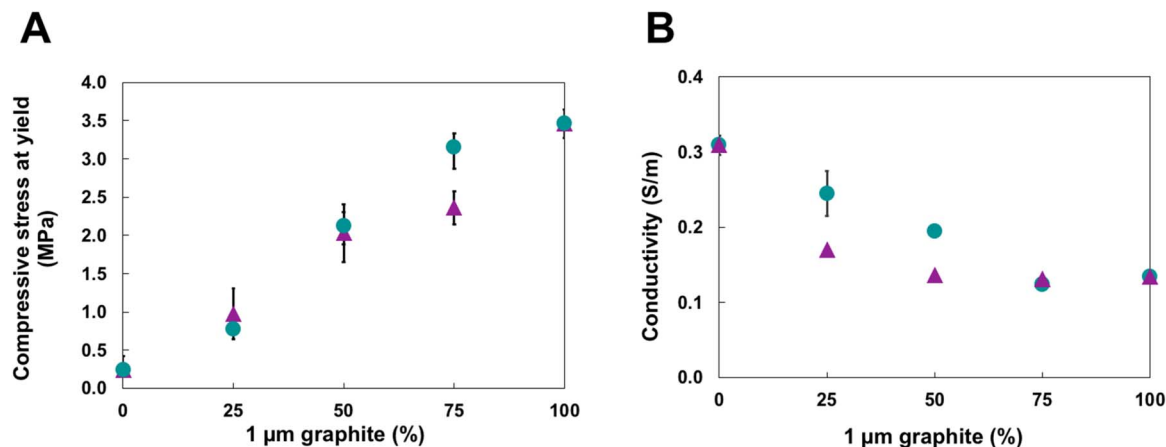 A
Compressive stress at yield
(MPa)
4.0
3.5
3.0
2.5
2.0
1.5
1.0
0.5
0.0
0 25 50 75 100
1 µm graphite (%)
B
Conductivity (S/m)
0.4
0.3
0.2
0.1
0.0
0 25 50 75 100
1 µm graphite (%)